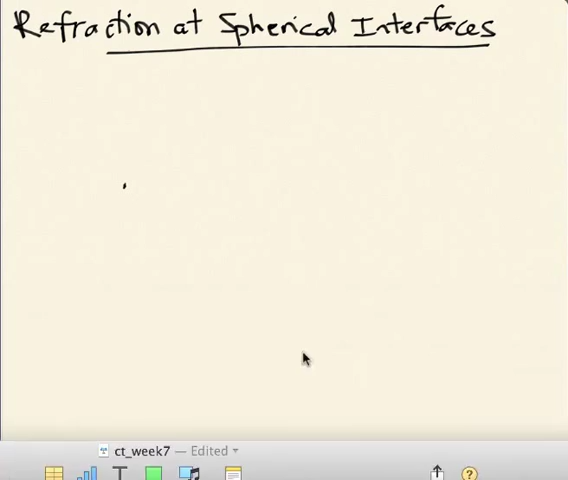 Refraction at Spherical Interfaces
ct_week7 — Edited